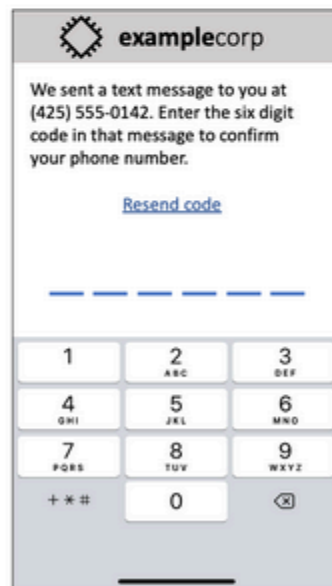 examplecorp
We sent a text message to you at
(425) 555-0142. Enter the six digit
code in that message to confirm
your phone number.
Resend code
1 2 3
ABC DEF
4 5 6
GHI JKL MNO
7 8 9
PQRS TUV WXYZ
+ * # 0